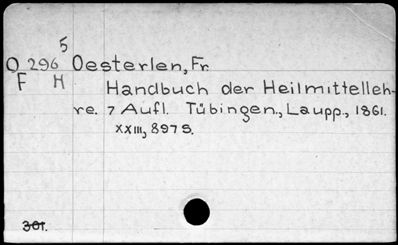 5
O 296 Oesterlen, Fr.
F H
Handbuch der Heilmittelleh-
re. 7 Aufl. Tübingen., Laupp., 1861.
XXIII, 897 S.
301.